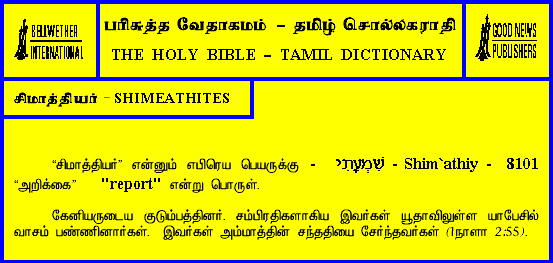 BELLWETHER
INTERNATIONAL
பரிசுத்த வேதாகமம் – தமிழ் சொல்லகராதி
THE HOLY BIBLE – TAMIL DICTIONARY
GOOD NEWS
PUBLISHERS
சிமாத்தியர் - SHIMEATHITES
“சிமாத்தியர்” என்னும் எபிரெய பெயருக்கு - שִׁמְעָתִי - Shim`athiy - 8101
“அறிக்கை” "report" என்று பொருள்.
கேனியருடைய குடும்பத்தினர். சம்பிரதிகளாகிய இவர்கள் யூதாவிலுள்ள யாபேசில்
வாசம் பண்ணினார்கள். இவர்கள் அம்மாத்தின் சந்ததியை சேர்ந்தவர்கள் (1நாளா 2:55).